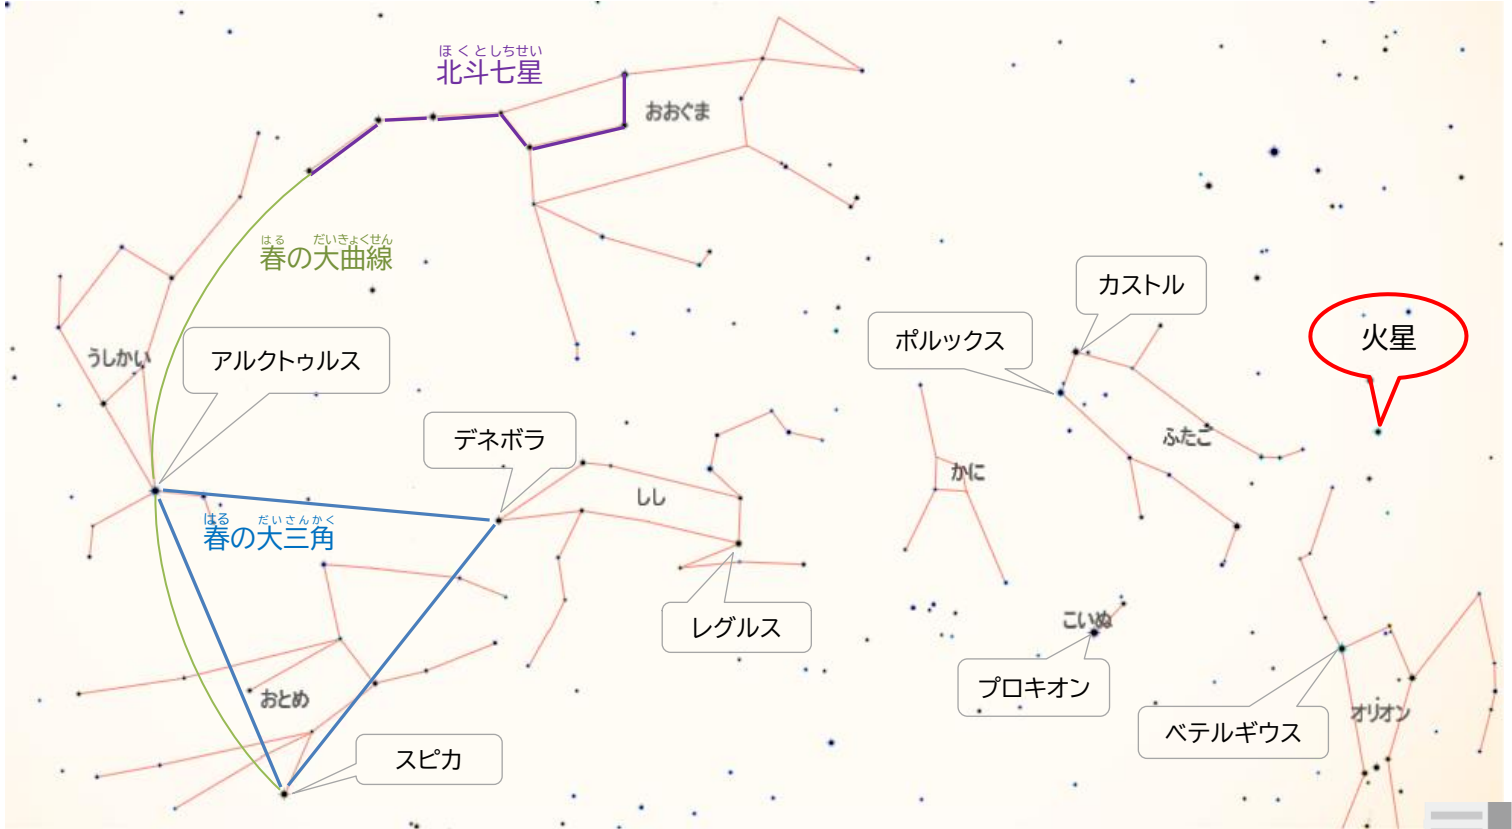 ほくとしちせい
北斗七星
おおぐま
はる だいきょくせん
春の大曲線
カストル
ポルックス
火星
うしかい
アルクトゥルス
デネボラ
ふたご
かに
しし
はる だいさんかく
春の大三角
レグルス
こいぬ
プロキオン
おとめ
オリオン
ベテルギウス
スピカ